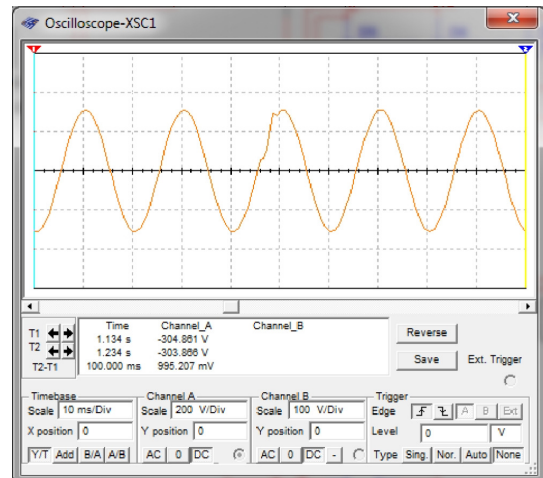 Oscilloscope-XSC1
1 2
Time Channel_A Channel_B
T1 1.134 s -304.861 V
T2 1.234 s -303.866 V
T2-T1 100.000 ms 995.207 mV
Reverse
Save Ext. Trigger
Timebase Channel A Channel B Trigger
Scale 10 ms/Div Scale 200 V/Div Scale 100 V/Div Edge A B Ext
X position 0 Y position 0 Y position 0 Level 0 V
Y/T Add B/A A/B AC 0 DC AC 0 DC - Type Sing. Nor. Auto None